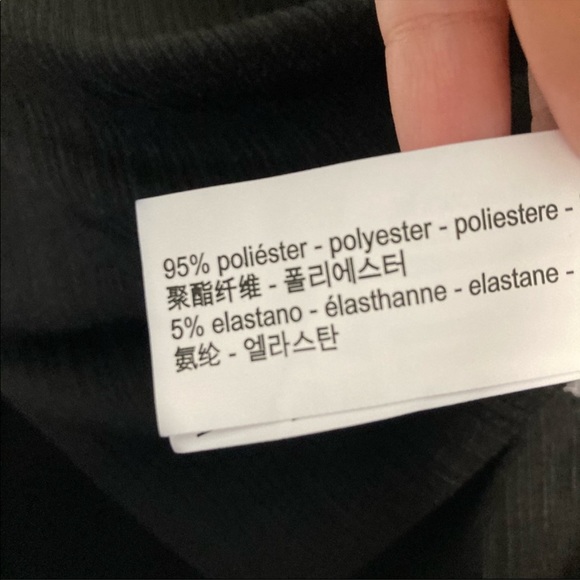 95% poliéster - polyester - poliestere -
聚酯纤维 - 폴리에스터
5% elastano - élasthanne - elastane -
氨纶 - 엘라스탄